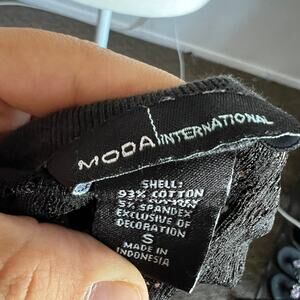 MODA INTERNATIONAL
SHELL:
93% COTTON
5% SPANDEX
EXCLUSIVE OF
DECORATION
S
MADE IN
INDONESIA